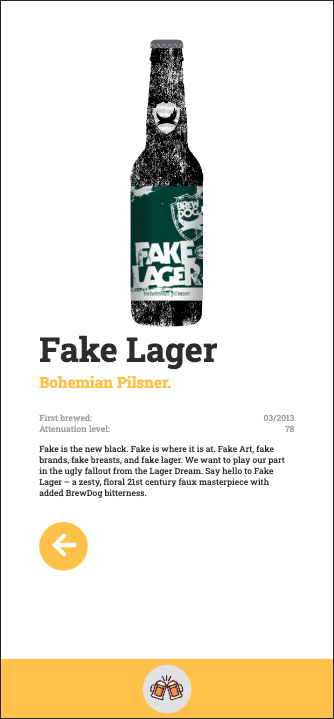 BREW
DOG
FAKE
LAGER
bohemian pilsner
Fake Lager
Bohemian Pilsner.
First brewed: 03/2013
Attenuation level: 78
Fake is the new black. Fake is where it is at. Fake Art, fake
brands, fake breasts, and fake lager. We want to play our part
in the ugly fallout from the Lager Dream. Say hello to Fake
Lager – a zesty, floral 21st century faux masterpiece with
added BrewDog bitterness.